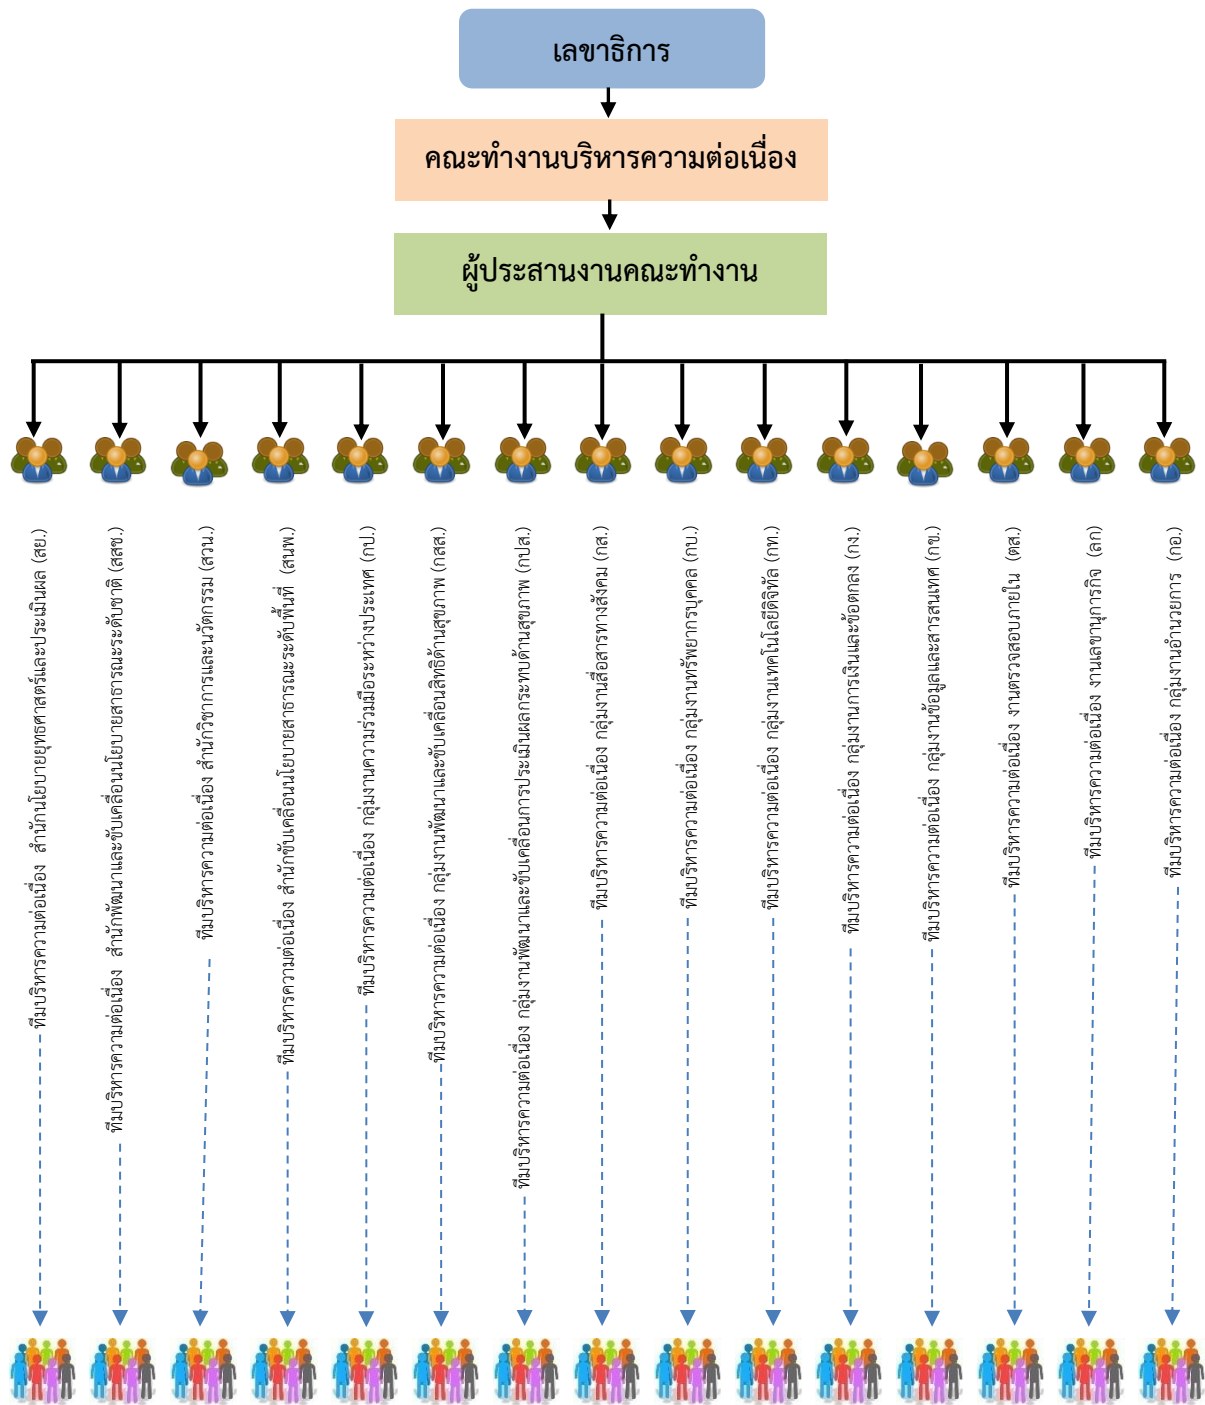 เลขาธิการ
คณะทำงานบริหารความต่อเนื่อง
ผู้ประสานงานคณะทำงาน
ทีมบริหารความต่อเนื่อง สำนักนโยบายยุทธศาสตร์และประเมินผล (สย.)
ทีมบริหารความต่อเนื่อง สำนักพัฒนาและขับเคลื่อนนโยบายสาธารณะระดับชาติ (สสช.)
ทีมบริหารความต่อเนื่อง สำนักวิชาการและนวัตกรรม (สวน.)
ทีมบริหารความต่อเนื่อง สำนักขับเคลื่อนนโยบายสาธารณะระดับพื้นที่ (สนพ.)
ทีมบริหารความต่อเนื่อง กลุ่มงานความร่วมมือระหว่างประเทศ (กป.)
ทีมบริหารความต่อเนื่อง กลุ่มงานพัฒนาและขับเคลื่อนสิทธิด้านสุขภาพ (กสส.)
ทีมบริหารความต่อเนื่อง กลุ่มงานพัฒนาและขับเคลื่อนการประเมินผลกระทบด้านสุขภาพ (กปส.)
ทีมบริหารความต่อเนื่อง กลุ่มงานสื่อสารทางสังคม (กส.)
ทีมบริหารความต่อเนื่อง กลุ่มงานทรัพยากรบุคคล (กบ.)
ทีมบริหารความต่อเนื่อง กลุ่มงานเทคโนโลยีดิจิทัล (กท.)
ทีมบริหารความต่อเนื่อง กลุ่มงานการเงินและข้อตกลง (กง.)
ทีมบริหารความต่อเนื่อง กลุ่มงานข้อมูลและสารสนเทศ (กข.)
ทีมบริหารความต่อเนื่อง งานตรวจสอบภายใน (ตส.)
ทีมบริหารความต่อเนื่อง งานเลขานุการกิจ (ลก)
ทีมบริหารความต่อเนื่อง กลุ่มงานอำนวยการ (กอ.)